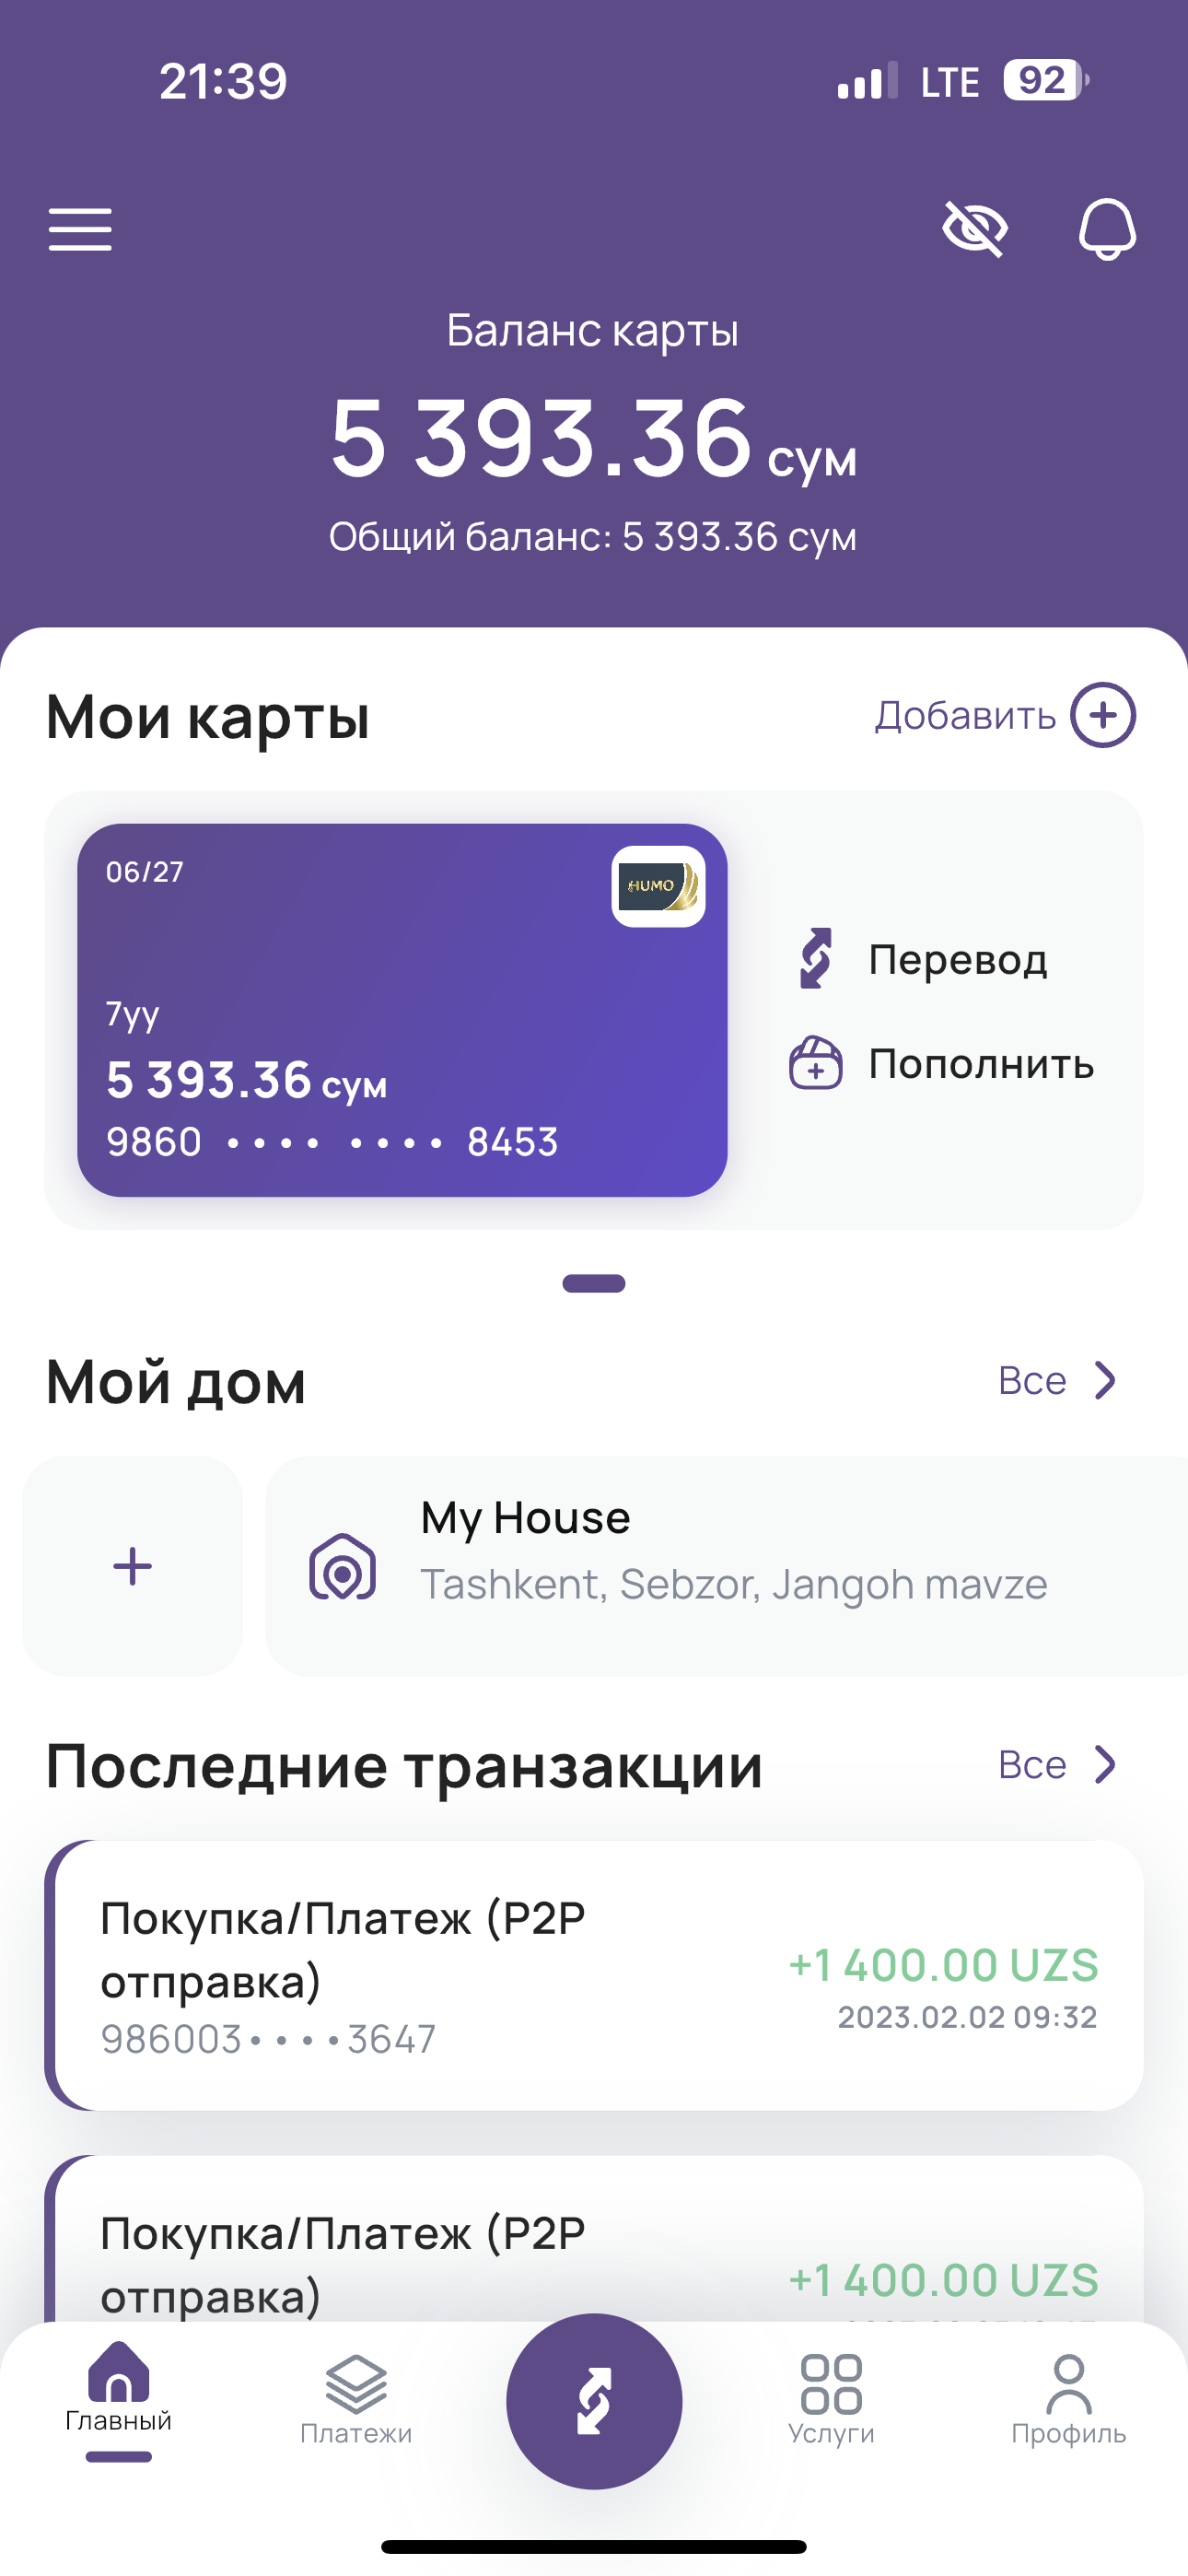 21:39
LTE 92
Баланс карты
5 393.36 сум
Общий баланс: 5 393.36 сум
Мои карты
Добавить
06/27
HUMO
7yy
5 393.36 сум
9860 •••• •••• 8453
Перевод
Пополнить
Мой дом
Все
My House
Tashkent, Sebzor, Jangoh mavze
Последние транзакции
Все
Покупка/Платеж (P2P
отправка)
986003••••3647
+1 400.00 UZS
2023.02.02 09:32
Покупка/Платеж (P2P
отправка)
+1 400.00 UZS
Главный
Платежи
Услуги
Профиль